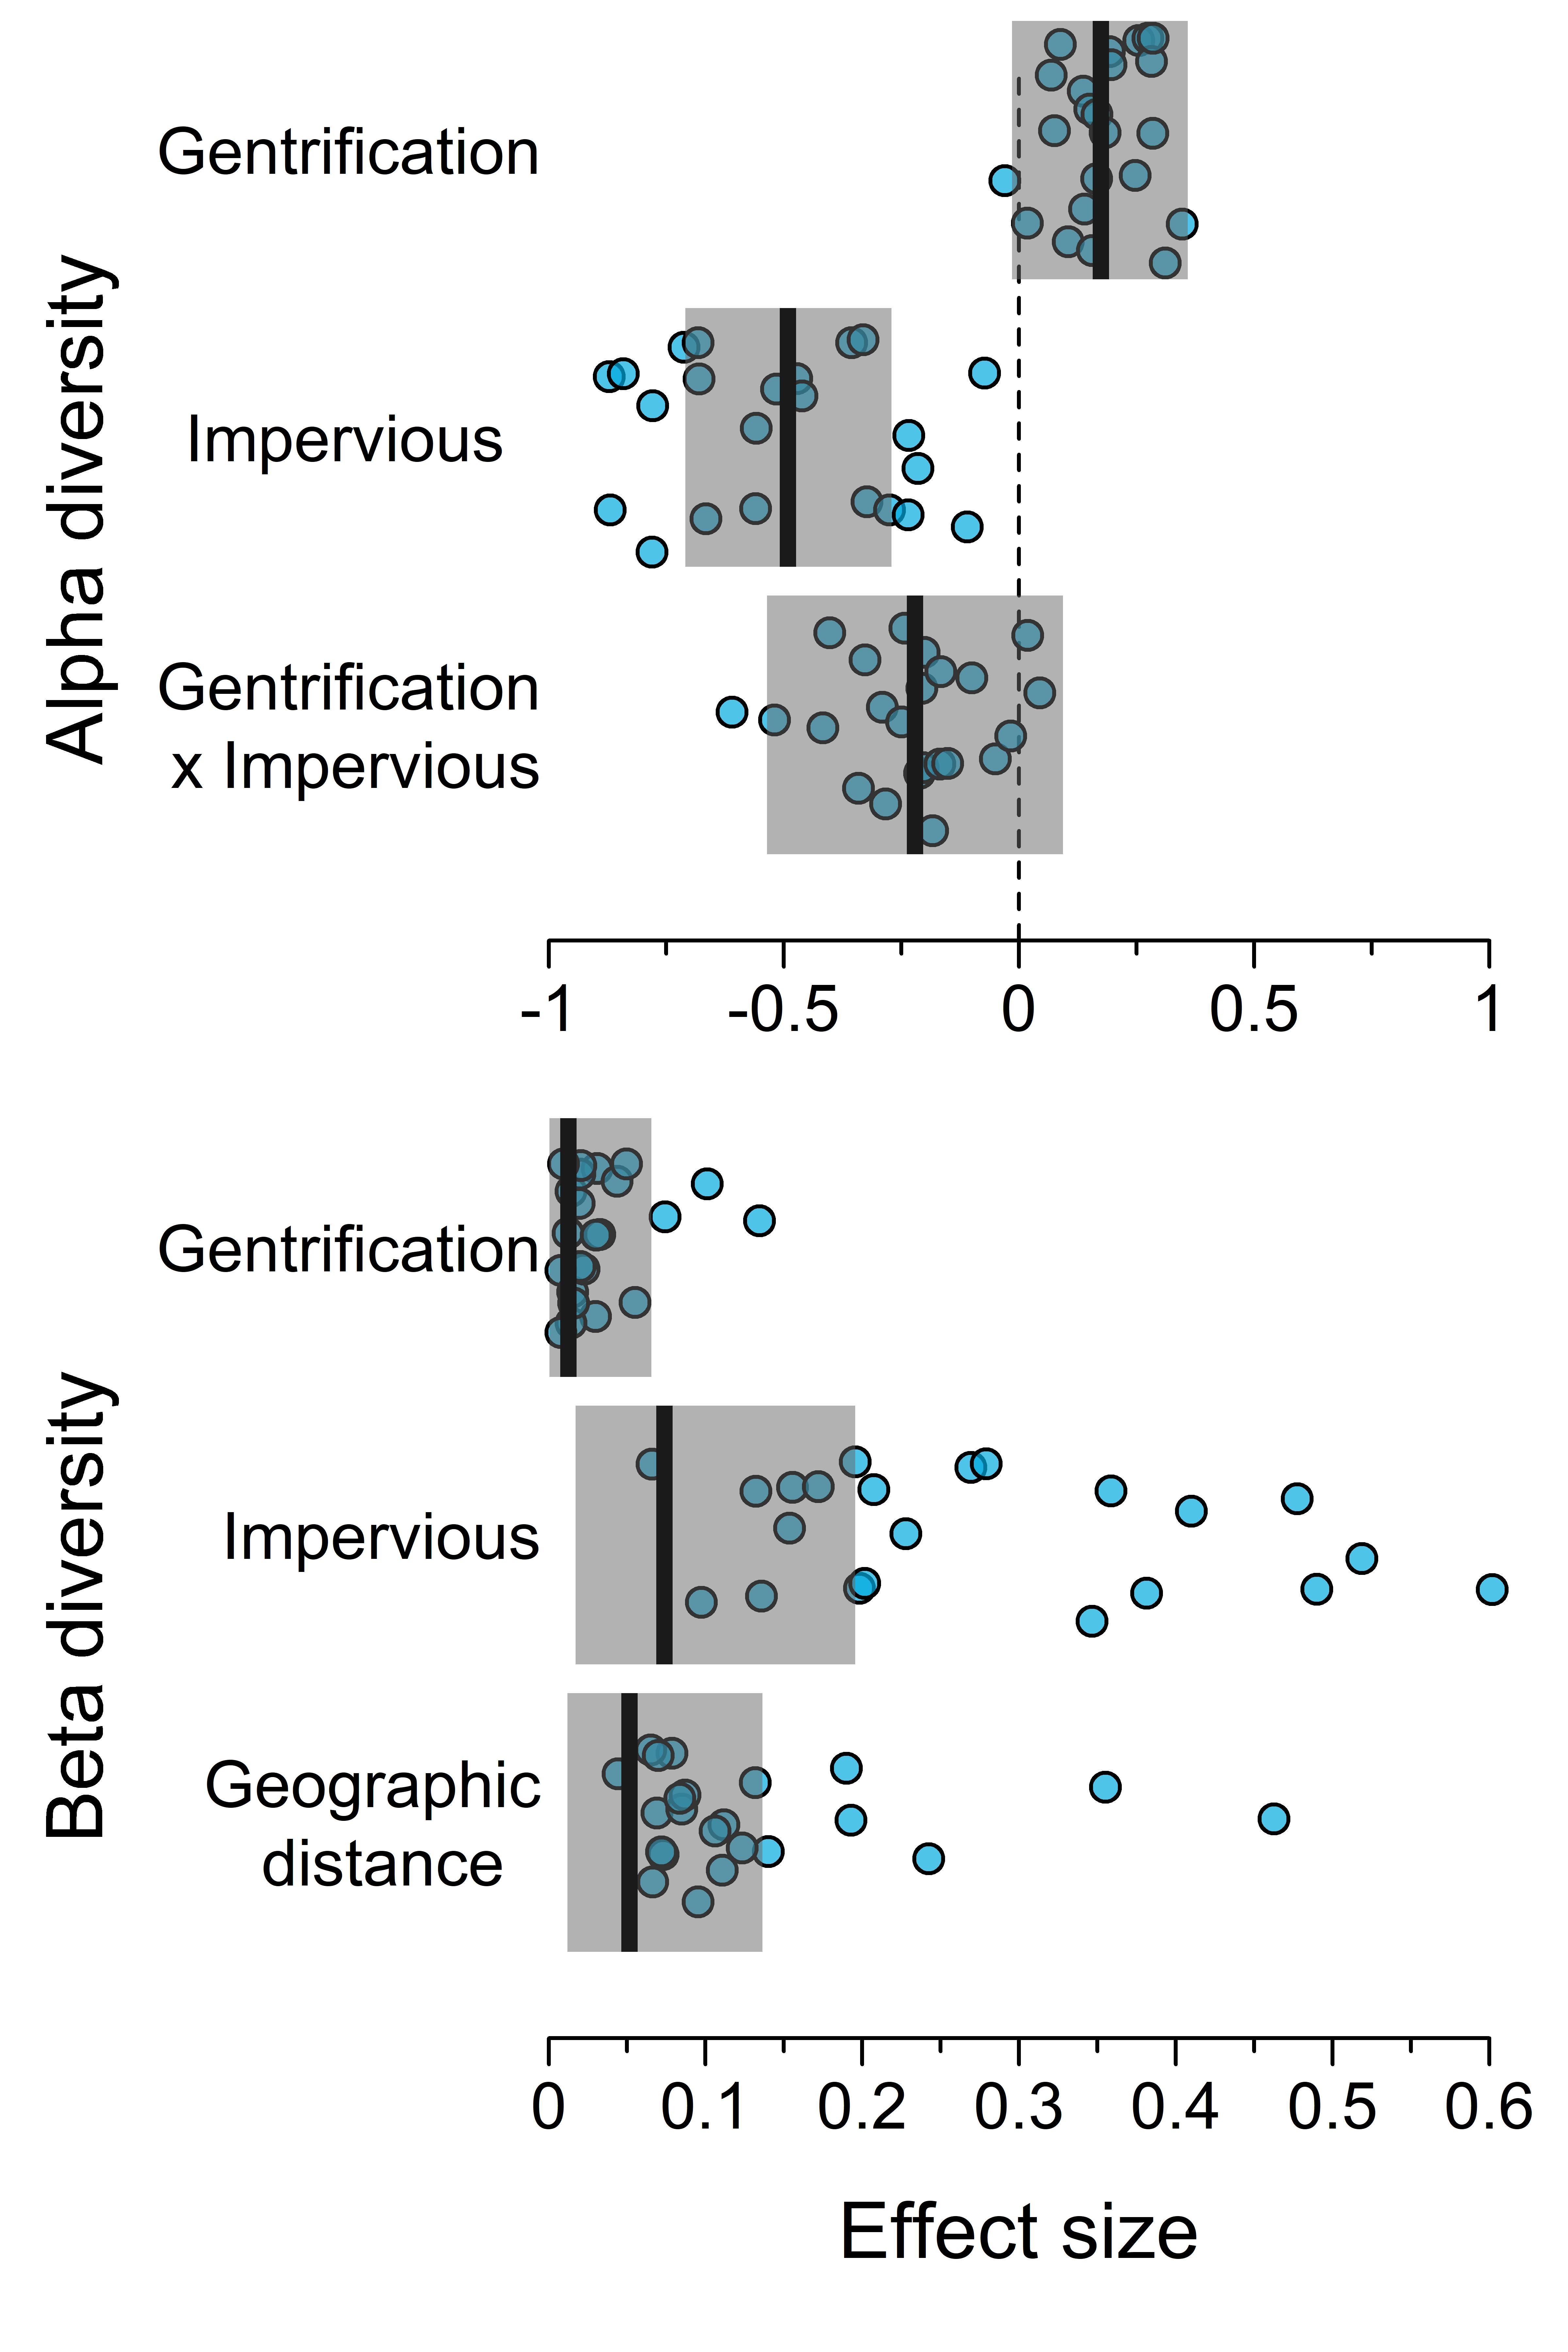 Alpha diversity
Gentrification
Impervious
Gentrification
x Impervious
-1 -0.5 0 0.5 1
Beta diversity
Gentrification
Impervious
Geographic
distance
0 0.1 0.2 0.3 0.4 0.5 0.6
Effect size